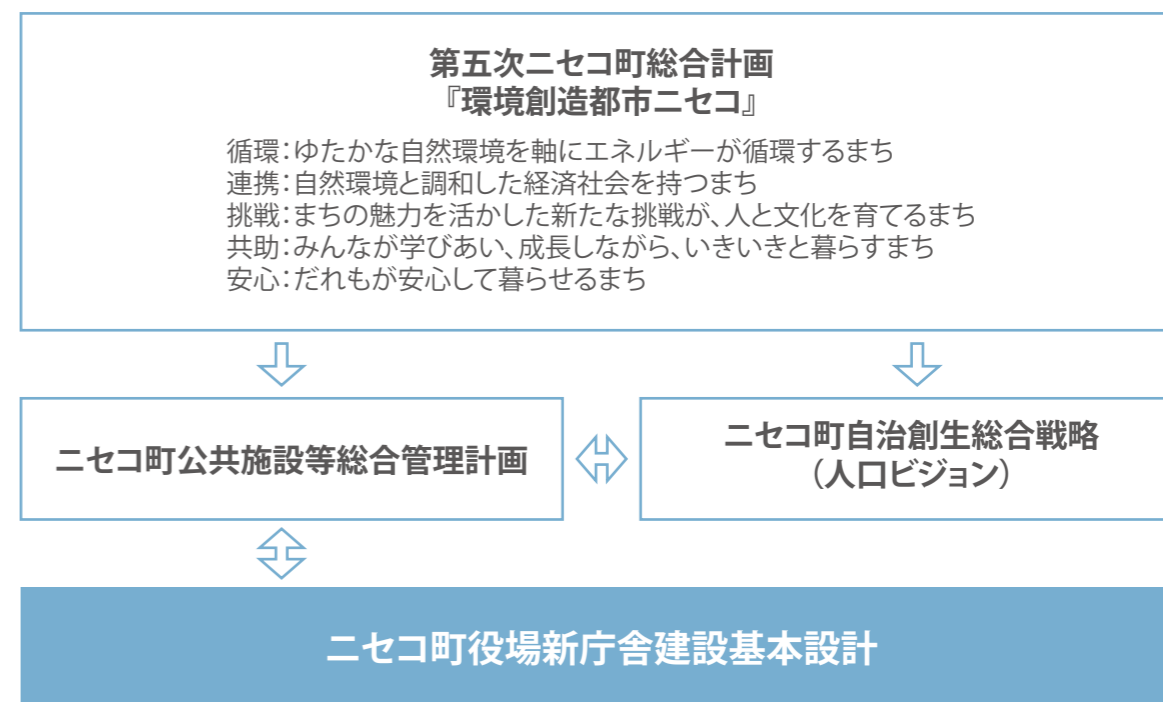 第五次ニセコ町総合計画
『環境創造都市ニセコ』
循環：ゆたかな自然環境を軸にエネルギーが循環するまち
連携：自然環境と調和した経済社会を持つまち
挑戦：まちの魅力を活かした新たな挑戦が、人と文化を育てるまち
共助：みんなが学びあい、成長しながら、いきいきと暮らすまち
安心：だれもが安心して暮らせるまち
ニセコ町公共施設等総合管理計画
ニセコ町自治創生総合戦略
（人口ビジョン）
ニセコ町役場新庁舎建設基本設計